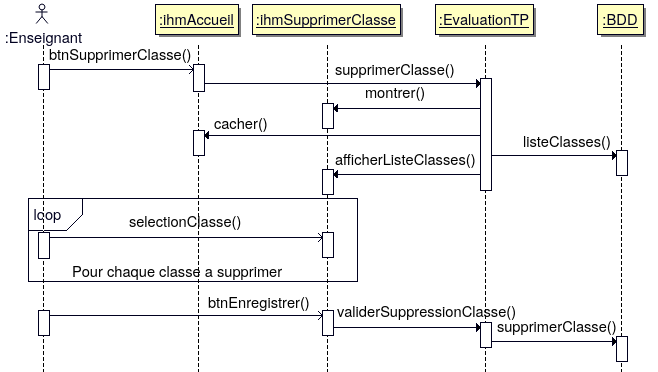 :Enseignant
:ihmAccueil
:ihmSupprimerClasse
:EvaluationTP
:BDD
btnSupprimerClasse()
supprimerClasse()
montrer()
cacher()
listeClasses()
afficherListeClasses()
loop
selectionClasse()
Pour chaque classe a supprimer
btnEnregistrer()
validerSuppressionClasse()
supprimerClasse()